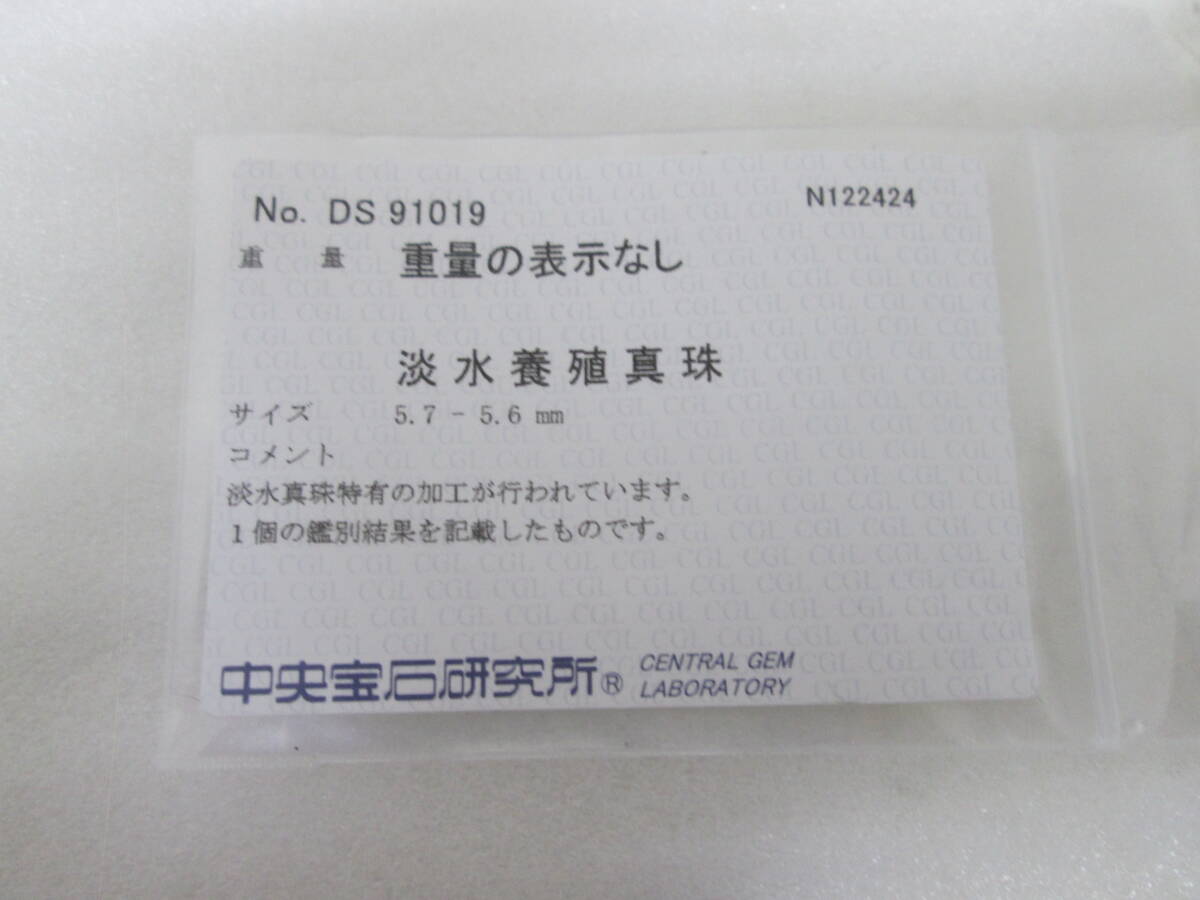 No. DS 91019
N122424
重 量 重量の表示なし
淡水養殖真珠
サイズ 5.7 - 5.6 mm
コメント
淡水真珠特有の加工が行われています。
1個の鑑別結果を記載したものです。
中央宝石研究所® CENTRAL GEM
LABORATORY